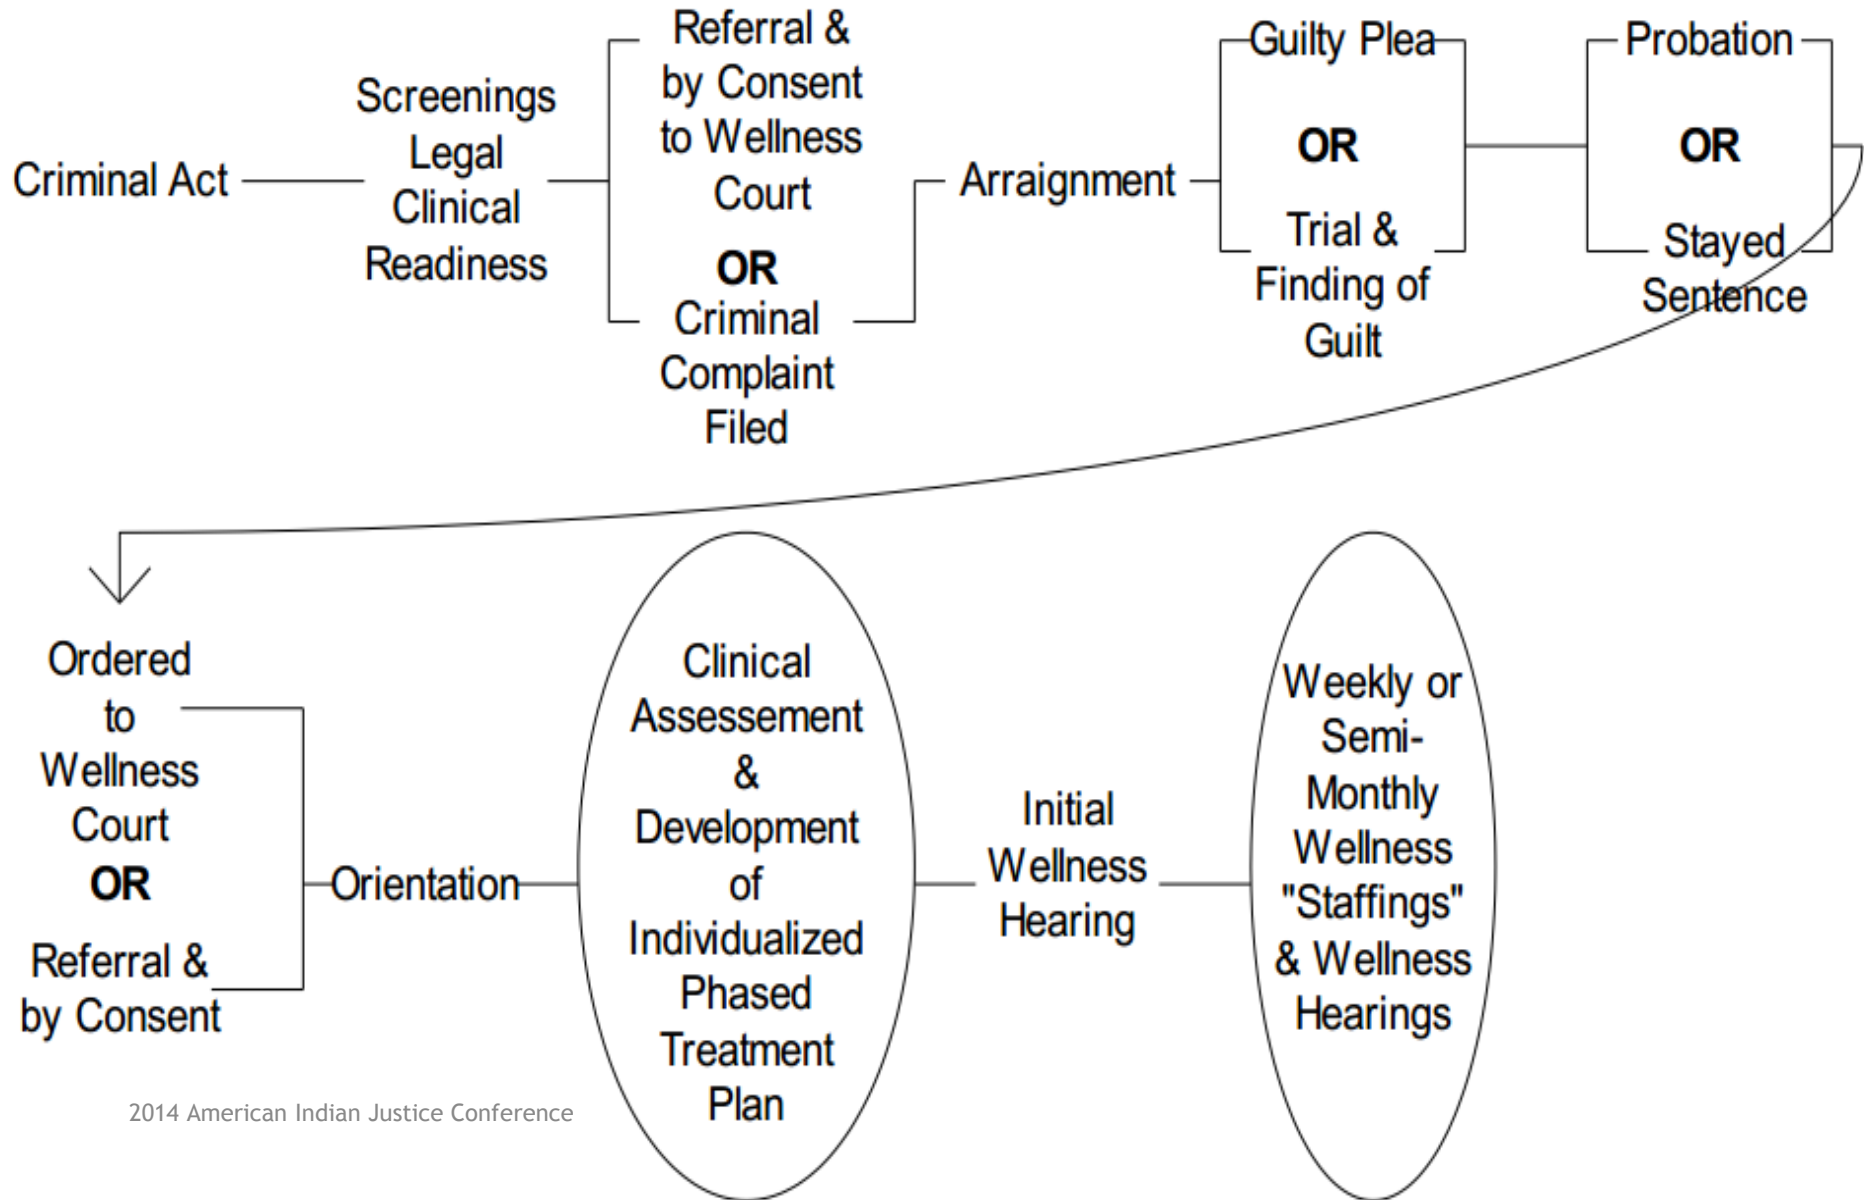 Criminal Act
Screenings
Legal
Clinical
Readiness
Referral &
by Consent
to Wellness
Court
OR
Criminal
Complaint
Filed
Arraignment
Guilty Plea
OR
Trial &
Finding of
Guilt
Probation
OR
Stayed
Sentence
Ordered
to
Wellness
Court
OR
Referral &
by Consent
Orientation
Clinical
Assessement
&
Development
of
Individualized
Phased
Treatment
Plan
Initial
Wellness
Hearing
Weekly or
Semi-
Monthly
Wellness
"Staffings"
& Wellness
Hearings
2014 American Indian Justice Conference